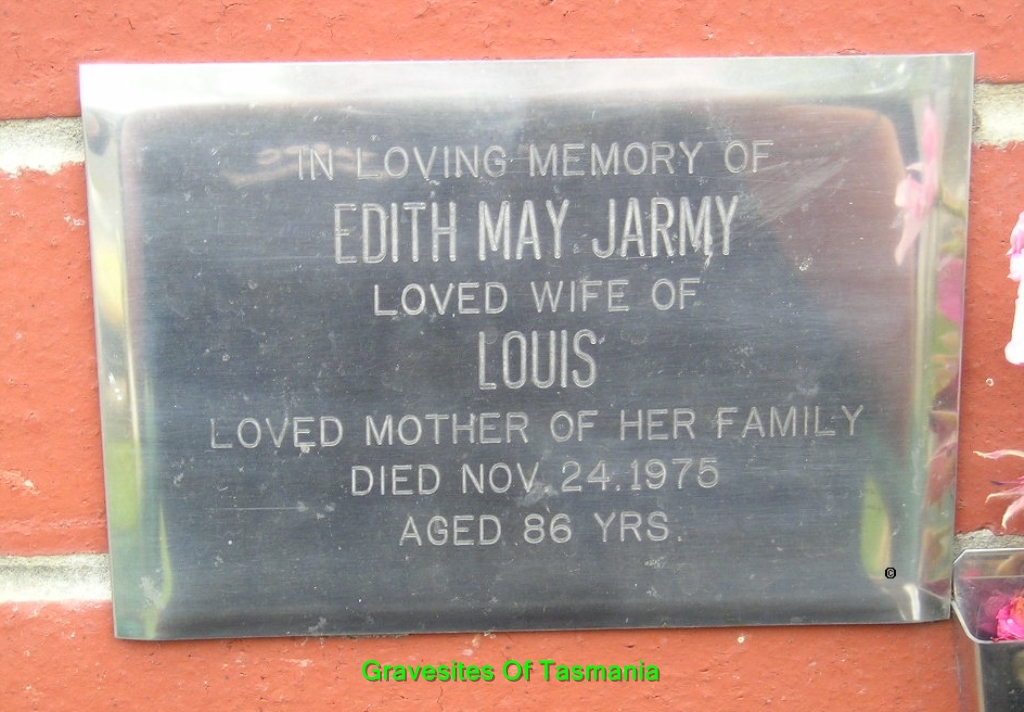 IN LOVING MEMORY OF
EDITH MAY JARMY
LOVED WIFE OF
LOUIS
LOVED MOTHER OF HER FAMILY
DIED NOV. 24. 1975
AGED 86 YRS.
©
Gravesites Of Tasmania